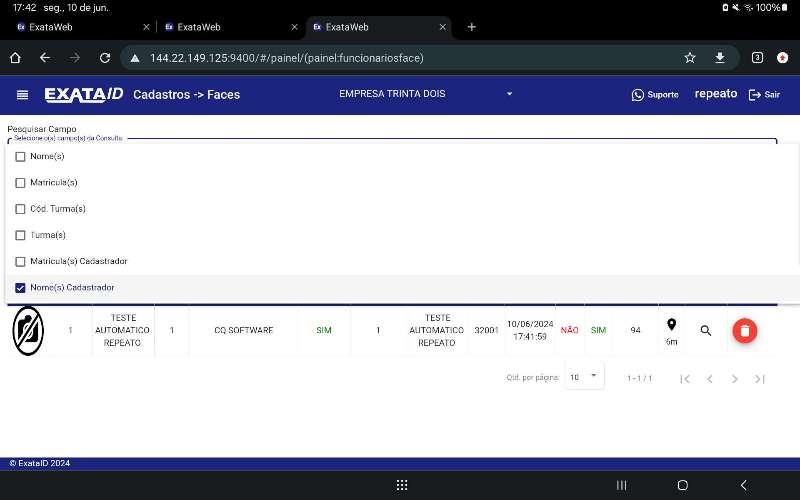 17:42 seg., 10 de jun.
100%
ExataWeb
ExataWeb
ExataWeb
144.22.149.125:9400/#/painel/(painel:funcionariosface)
3
EXATAID
Cadastros -> Faces
EMPRESA TRINTA DOIS
Suporte
repeato
Sair
Pesquisar Campo
Selecione o(s) campo(s) da Consulta
Nome(s)
Matricula(s)
Cód. Turma(s)
Turma(s)
Matricula(s) Cadastrador
Nome(s) Cadastrador
1
TESTE
AUTOMATICO
REPEATO
1
CQ SOFTWARE
SIM
1
TESTE
AUTOMATICO
REPEATO
32001
10/06/2024
17:41:59
NÃO
SIM
94
6m
Qtd. por página:
10
1 - 1 / 1
© ExataID 2024